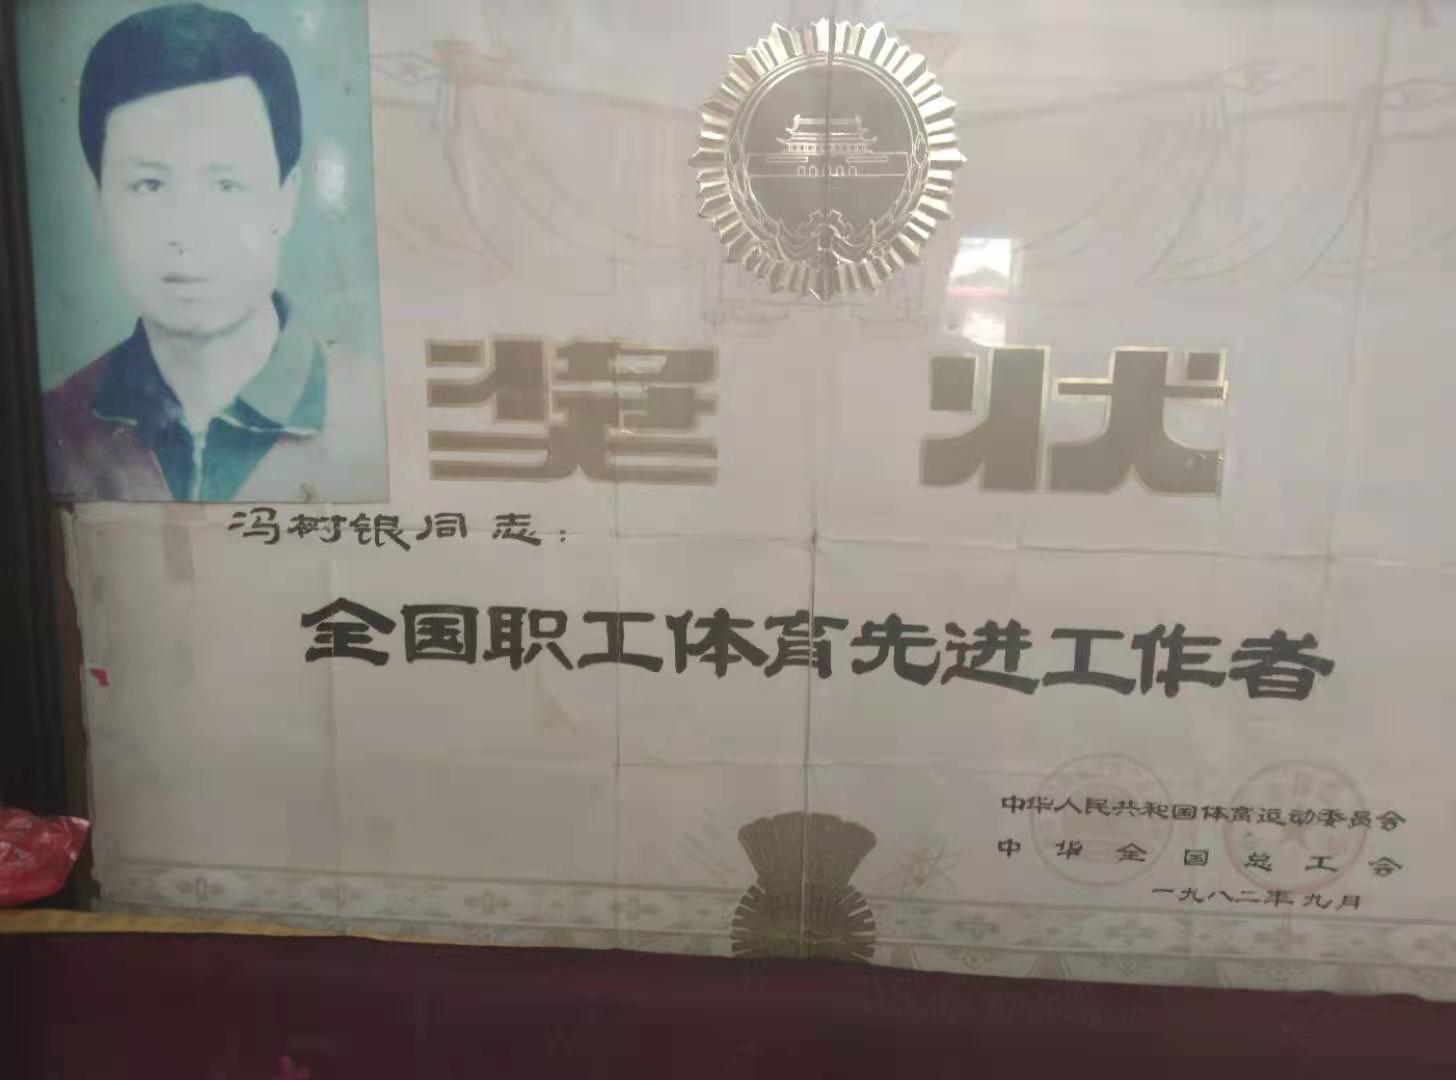 奖状
冯树银同志：
全国职工体育先进工作者
中华人民共和国体育运动委员会
中华全国总工会
一九八二年九月